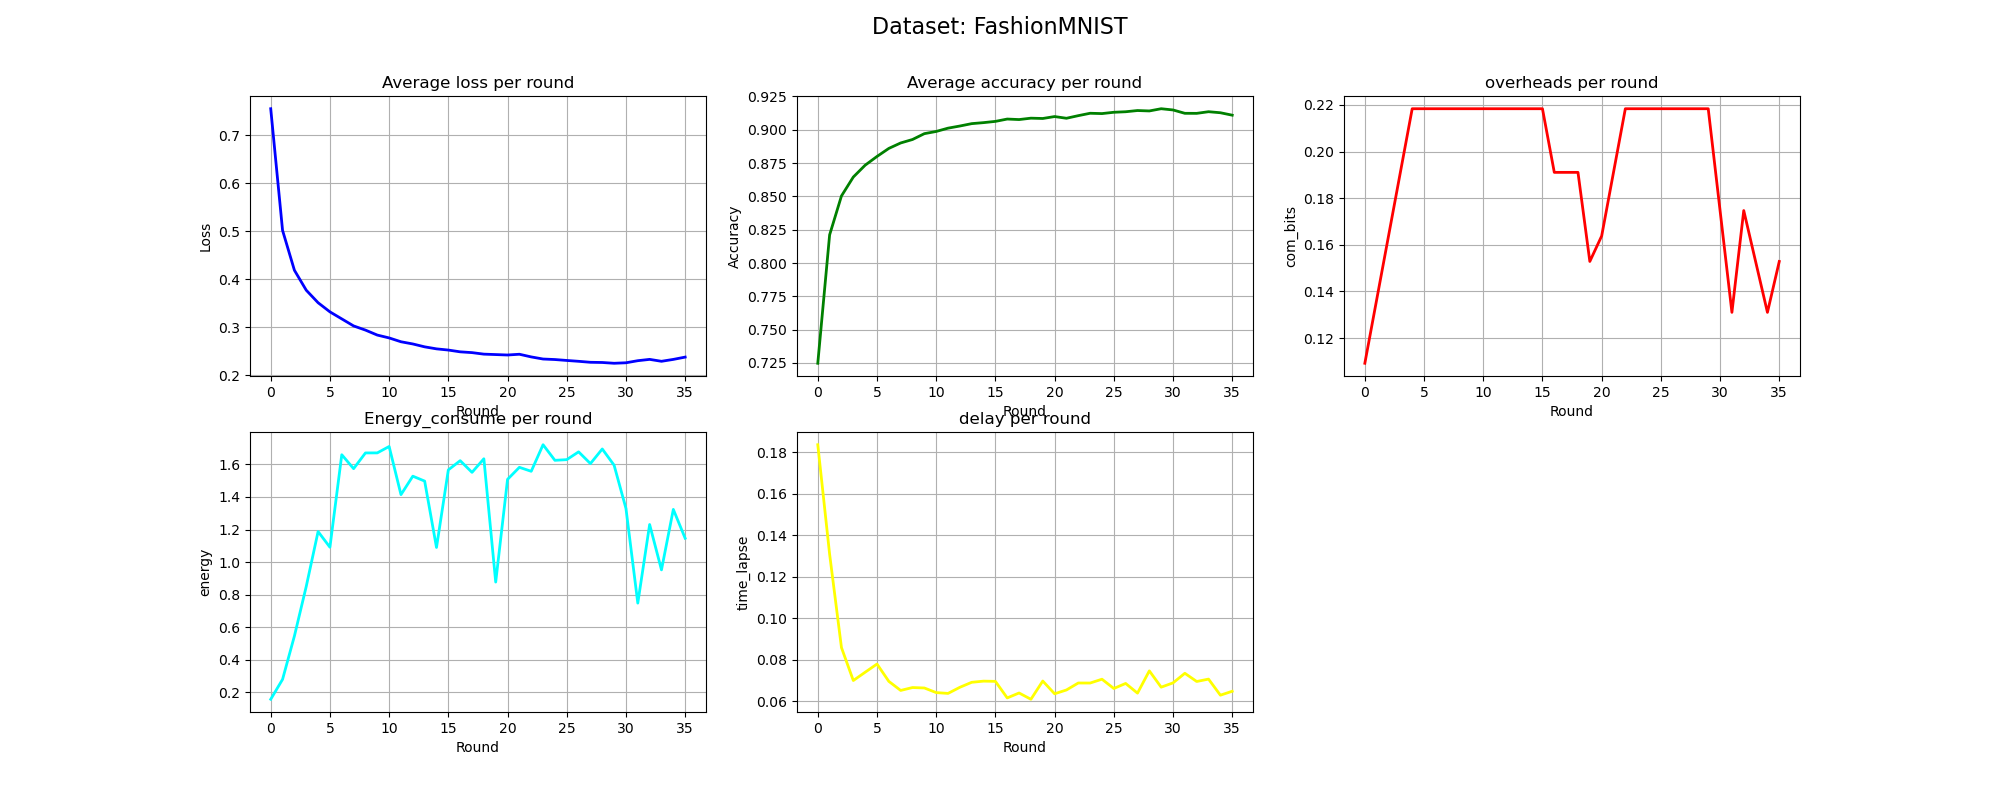 Dataset: FashionMNIST
Average loss per round
Loss
0.7
0.6
0.5
0.4
0.3
0.2
0 5 10 15 20 25 30 35
Round
Average accuracy per round
Accuracy
0.925
0.900
0.875
0.850
0.825
0.800
0.775
0.750
0.725
0 5 10 15 20 25 30 35
Round
overheads per round
com_bits
0.22
0.20
0.18
0.16
0.14
0.12
0 5 10 15 20 25 30 35
Round
Energy_consume per round
energy
1.6
1.4
1.2
1.0
0.8
0.6
0.4
0.2
0 5 10 15 20 25 30 35
Round
delay per round
time_lapse
0.18
0.16
0.14
0.12
0.10
0.08
0.06
0 5 10 15 20 25 30 35
Round